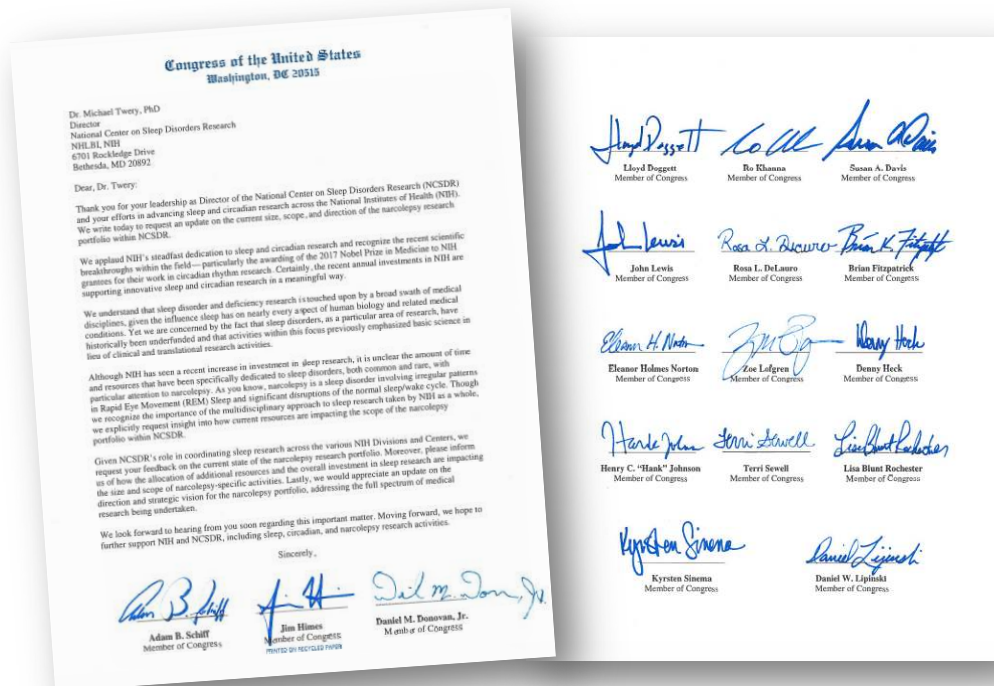 Congress of the United States
Washington, DC 20515
Dr. Michael Twery, PhD
Director
National Center on Sleep Disorders Research
NHLBI, NIH
6701 Rockledge Drive
Bethesda, MD 20892
Dear, Dr. Twery:
Thank you for your leadership as Director of the National Center on Sleep Disorders Research (NCSDR)
and your efforts in advancing sleep and circadian research across the National Institutes of Health (NIH).
We write today to request an update on the current size, scope, and direction of the narcolepsy research
portfolio within NCSDR.
We applaud NIH's steadfast dedication to sleep and circadian research and recognize the recent scientific
breakthroughs within the field—particularly the awarding of the 2017 Nobel Prize in Medicine to NIH
grantees for their work in circadian rhythm research. Certainly, the recent annual investments in NIH are
supporting innovative sleep and circadian research in a meaningful way.
We understand that sleep disorder and deficiency research is touched upon by a broad swath of medical
disciplines, given the influence sleep has on nearly every aspect of human biology and related medical
conditions. Yet we are concerned by the fact that sleep disorders, as a particular area of research, have
historically been underfunded and that activities within this focus previously emphasized basic science in
lieu of clinical and translational research activities.
Although NIH has seen a recent increase in investment in sleep research, it is unclear the amount of time
and resources that have been specifically dedicated to sleep disorders, both common and rare, with
particular attention to narcolepsy. As you know, narcolepsy is a sleep disorder involving irregular patterns
in Rapid Eye Movement (REM) Sleep and significant disruptions of the normal sleep/wake cycle. Though
we recognize the importance of the multidisciplinary approach to sleep research taken by NIH as a whole,
we explicitly request insight into how current resources are impacting the scope of the narcolepsy
portfolio within NCSDR.
Given NCSDR's role in coordinating sleep research across the various NIH Divisions and Centers, we
request your feedback on the current state of the narcolepsy research portfolio. Moreover, please inform
us of how the allocation of additional resources and the overall investment in sleep research are impacting
the size and scope of narcolepsy-specific activities. Lastly, we would appreciate an update on the
direction and strategic vision for the narcolepsy portfolio, addressing the full spectrum of medical
research being undertaken.
We look forward to hearing from you soon regarding this important matter. Moving forward, we hope to
further support NIH and NCSDR, including sleep, circadian, and narcolepsy research activities.
Sincerely,
Adam B. Schiff Jim Himes Daniel M. Donovan, Jr.
Member of Congress Member of Congress Member of Congress
PRINTED ON RECYCLED PAPER
Lloyd Doggett
Lloyd Doggett Ro Khanna Susan A. Davis
Member of Congress Member of Congress Member of Congress
John Lewis Rosa L. DeLauro Brian K. Fitzpatrick
John Lewis Rosa L. DeLauro Brian Fitzpatrick
Member of Congress Member of Congress Member of Congress
Eleanor H. Norton Denny Heck
Eleanor Holmes Norton Zoe Lofgren Denny Heck
Member of Congress Member of Congress Member of Congress
Hank Johnson Terri Sewell Lisa Blunt Rochester
Henry C. "Hank" Johnson Terri Sewell Lisa Blunt Rochester
Member of Congress Member of Congress Member of Congress
Kyrsten Sinema Daniel Lipinski
Kyrsten Sinema Daniel W. Lipinski
Member of Congress Member of Congress